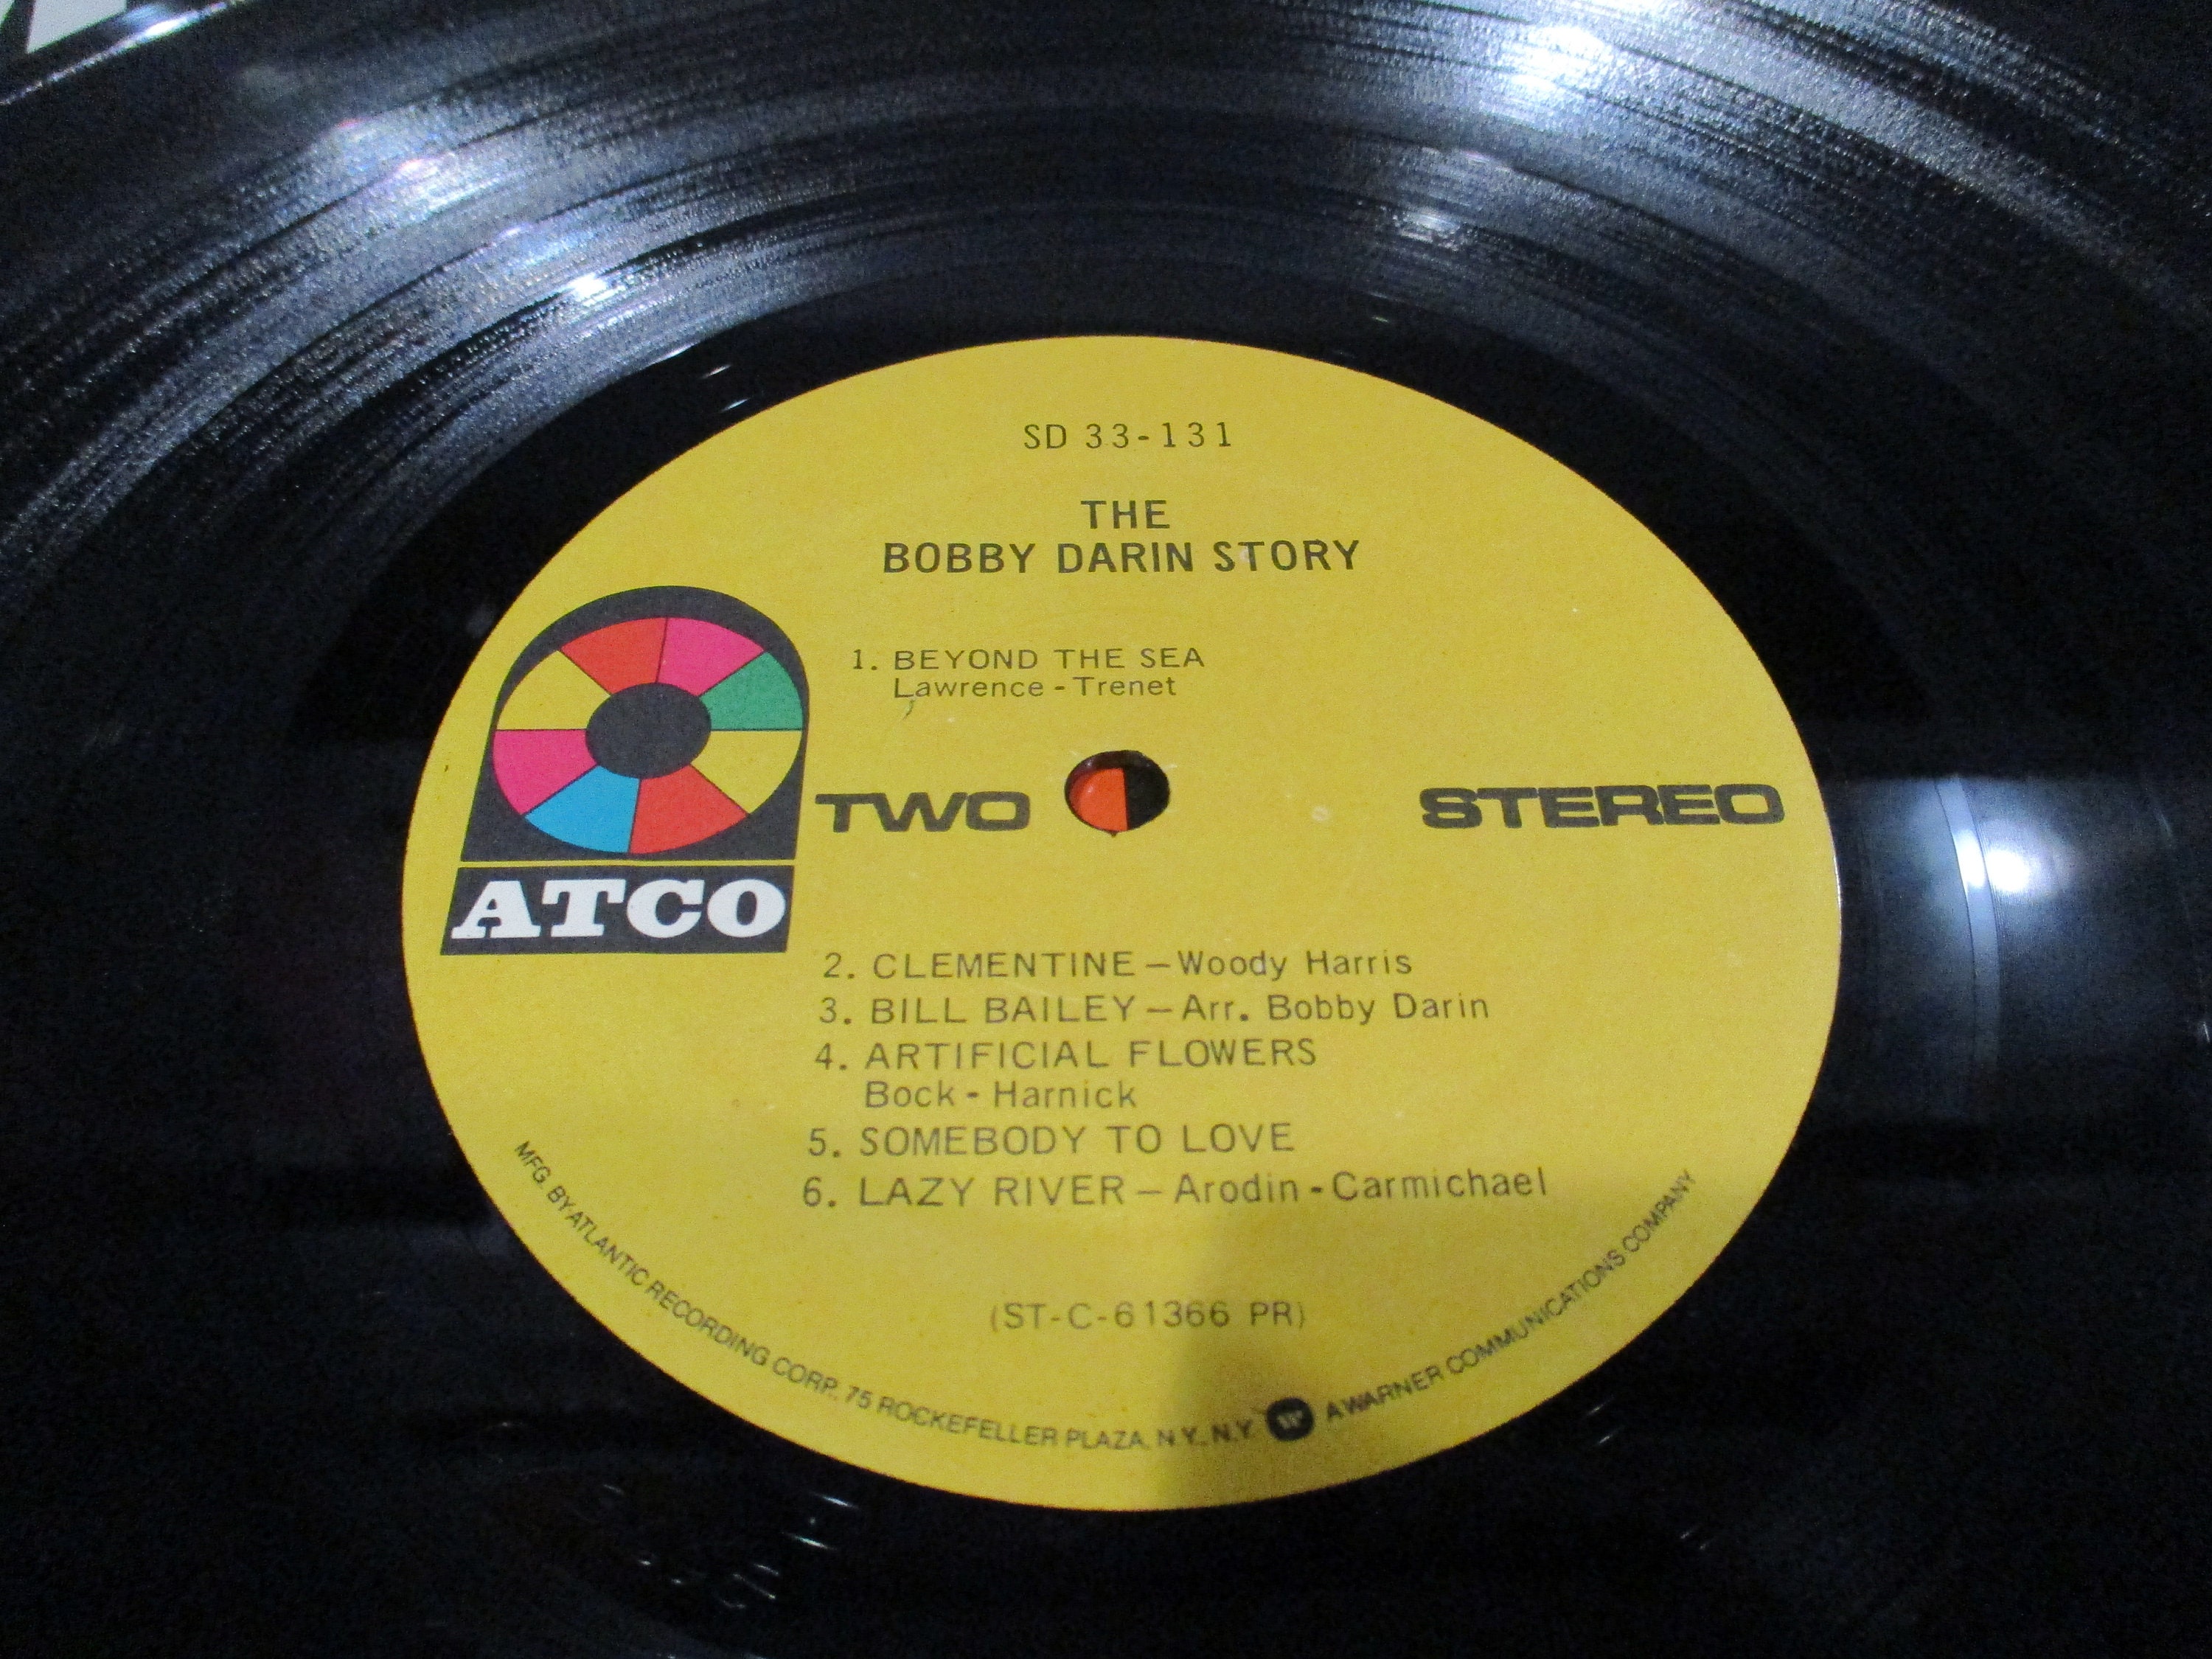 SD 33-131
THE
BOBBY DARIN STORY
1. BEYOND THE SEA
Lawrence - Trenet
TWO
STEREO
ATCO
2. CLEMENTINE – Woody Harris
3. BILL BAILEY – Arr. Bobby Darin
4. ARTIFICIAL FLOWERS
Bock - Harnick
5. SOMEBODY TO LOVE
6. LAZY RIVER – Arodin - Carmichael
(ST-C-61366 PR)
MFG. BY ATLANTIC RECORDING CORP. 75 ROCKEFELLER PLAZA, N.Y., N.Y. W A WARNER COMMUNICATIONS COMPANY